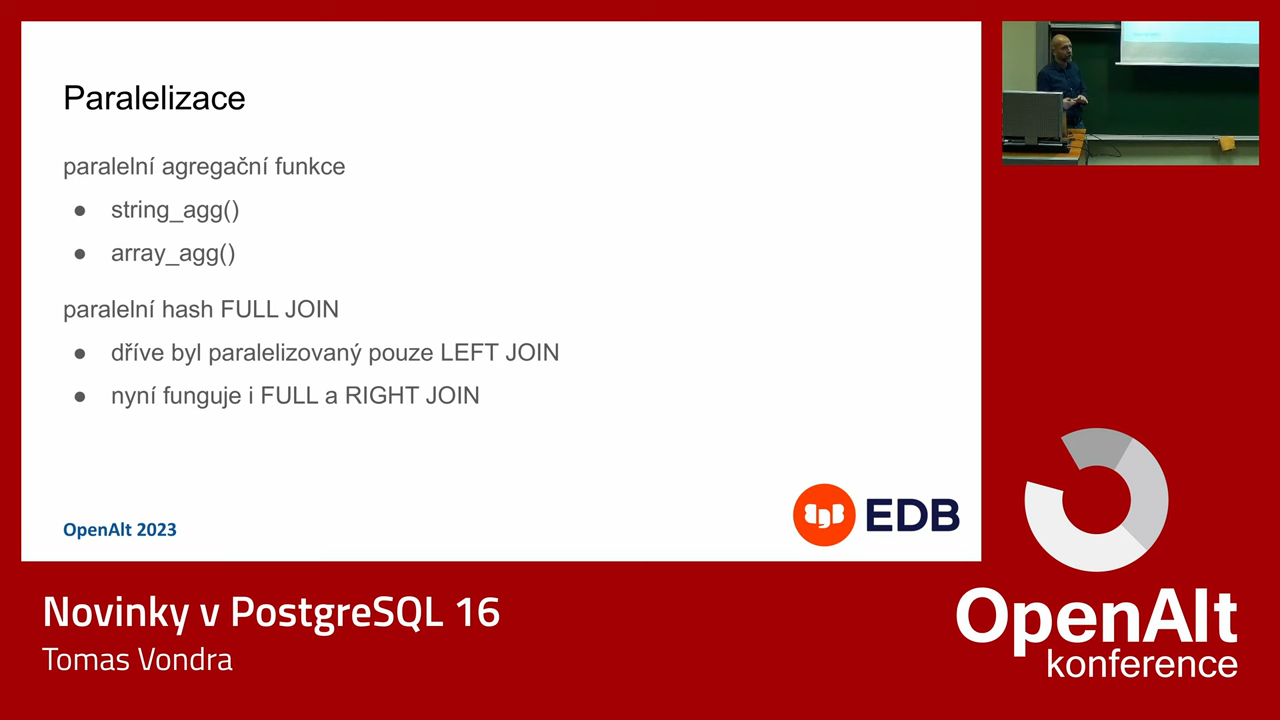 Paralelizace
paralelní agregační funkce
● string_agg()
● array_agg()
paralelní hash FULL JOIN
● dříve byl paralelizovaný pouze LEFT JOIN
● nyní funguje i FULL a RIGHT JOIN
OpenAlt 2023
EDB
Novinky v PostgreSQL 16
Tomas Vondra
OpenAlt
konference